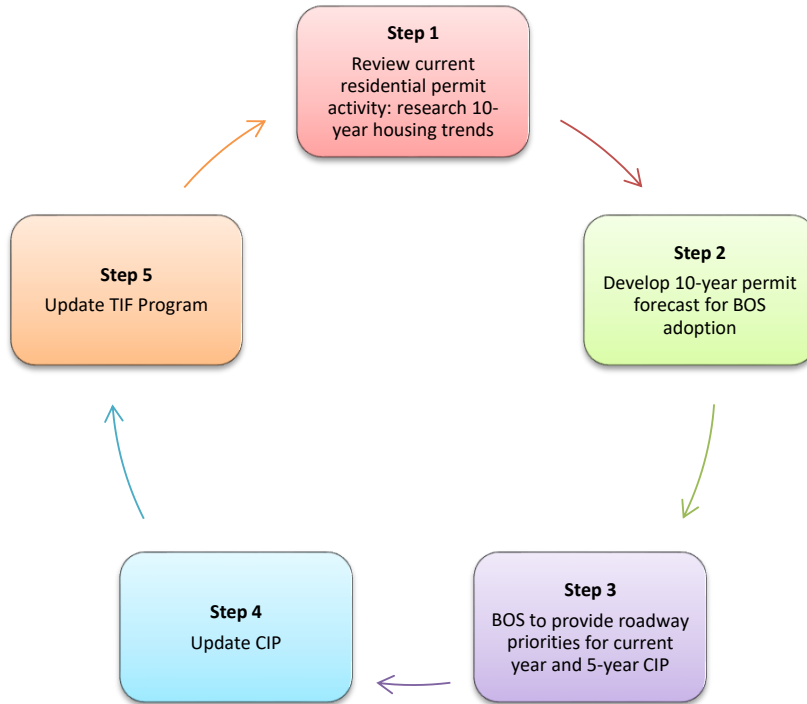 Step 1
Review current
residential permit
activity: research 10-
year housing trends
Step 2
Develop 10-year permit
forecast for BOS
adoption
Step 3
BOS to provide roadway
priorities for current
year and 5-year CIP
Step 4
Update CIP
Step 5
Update TIF Program